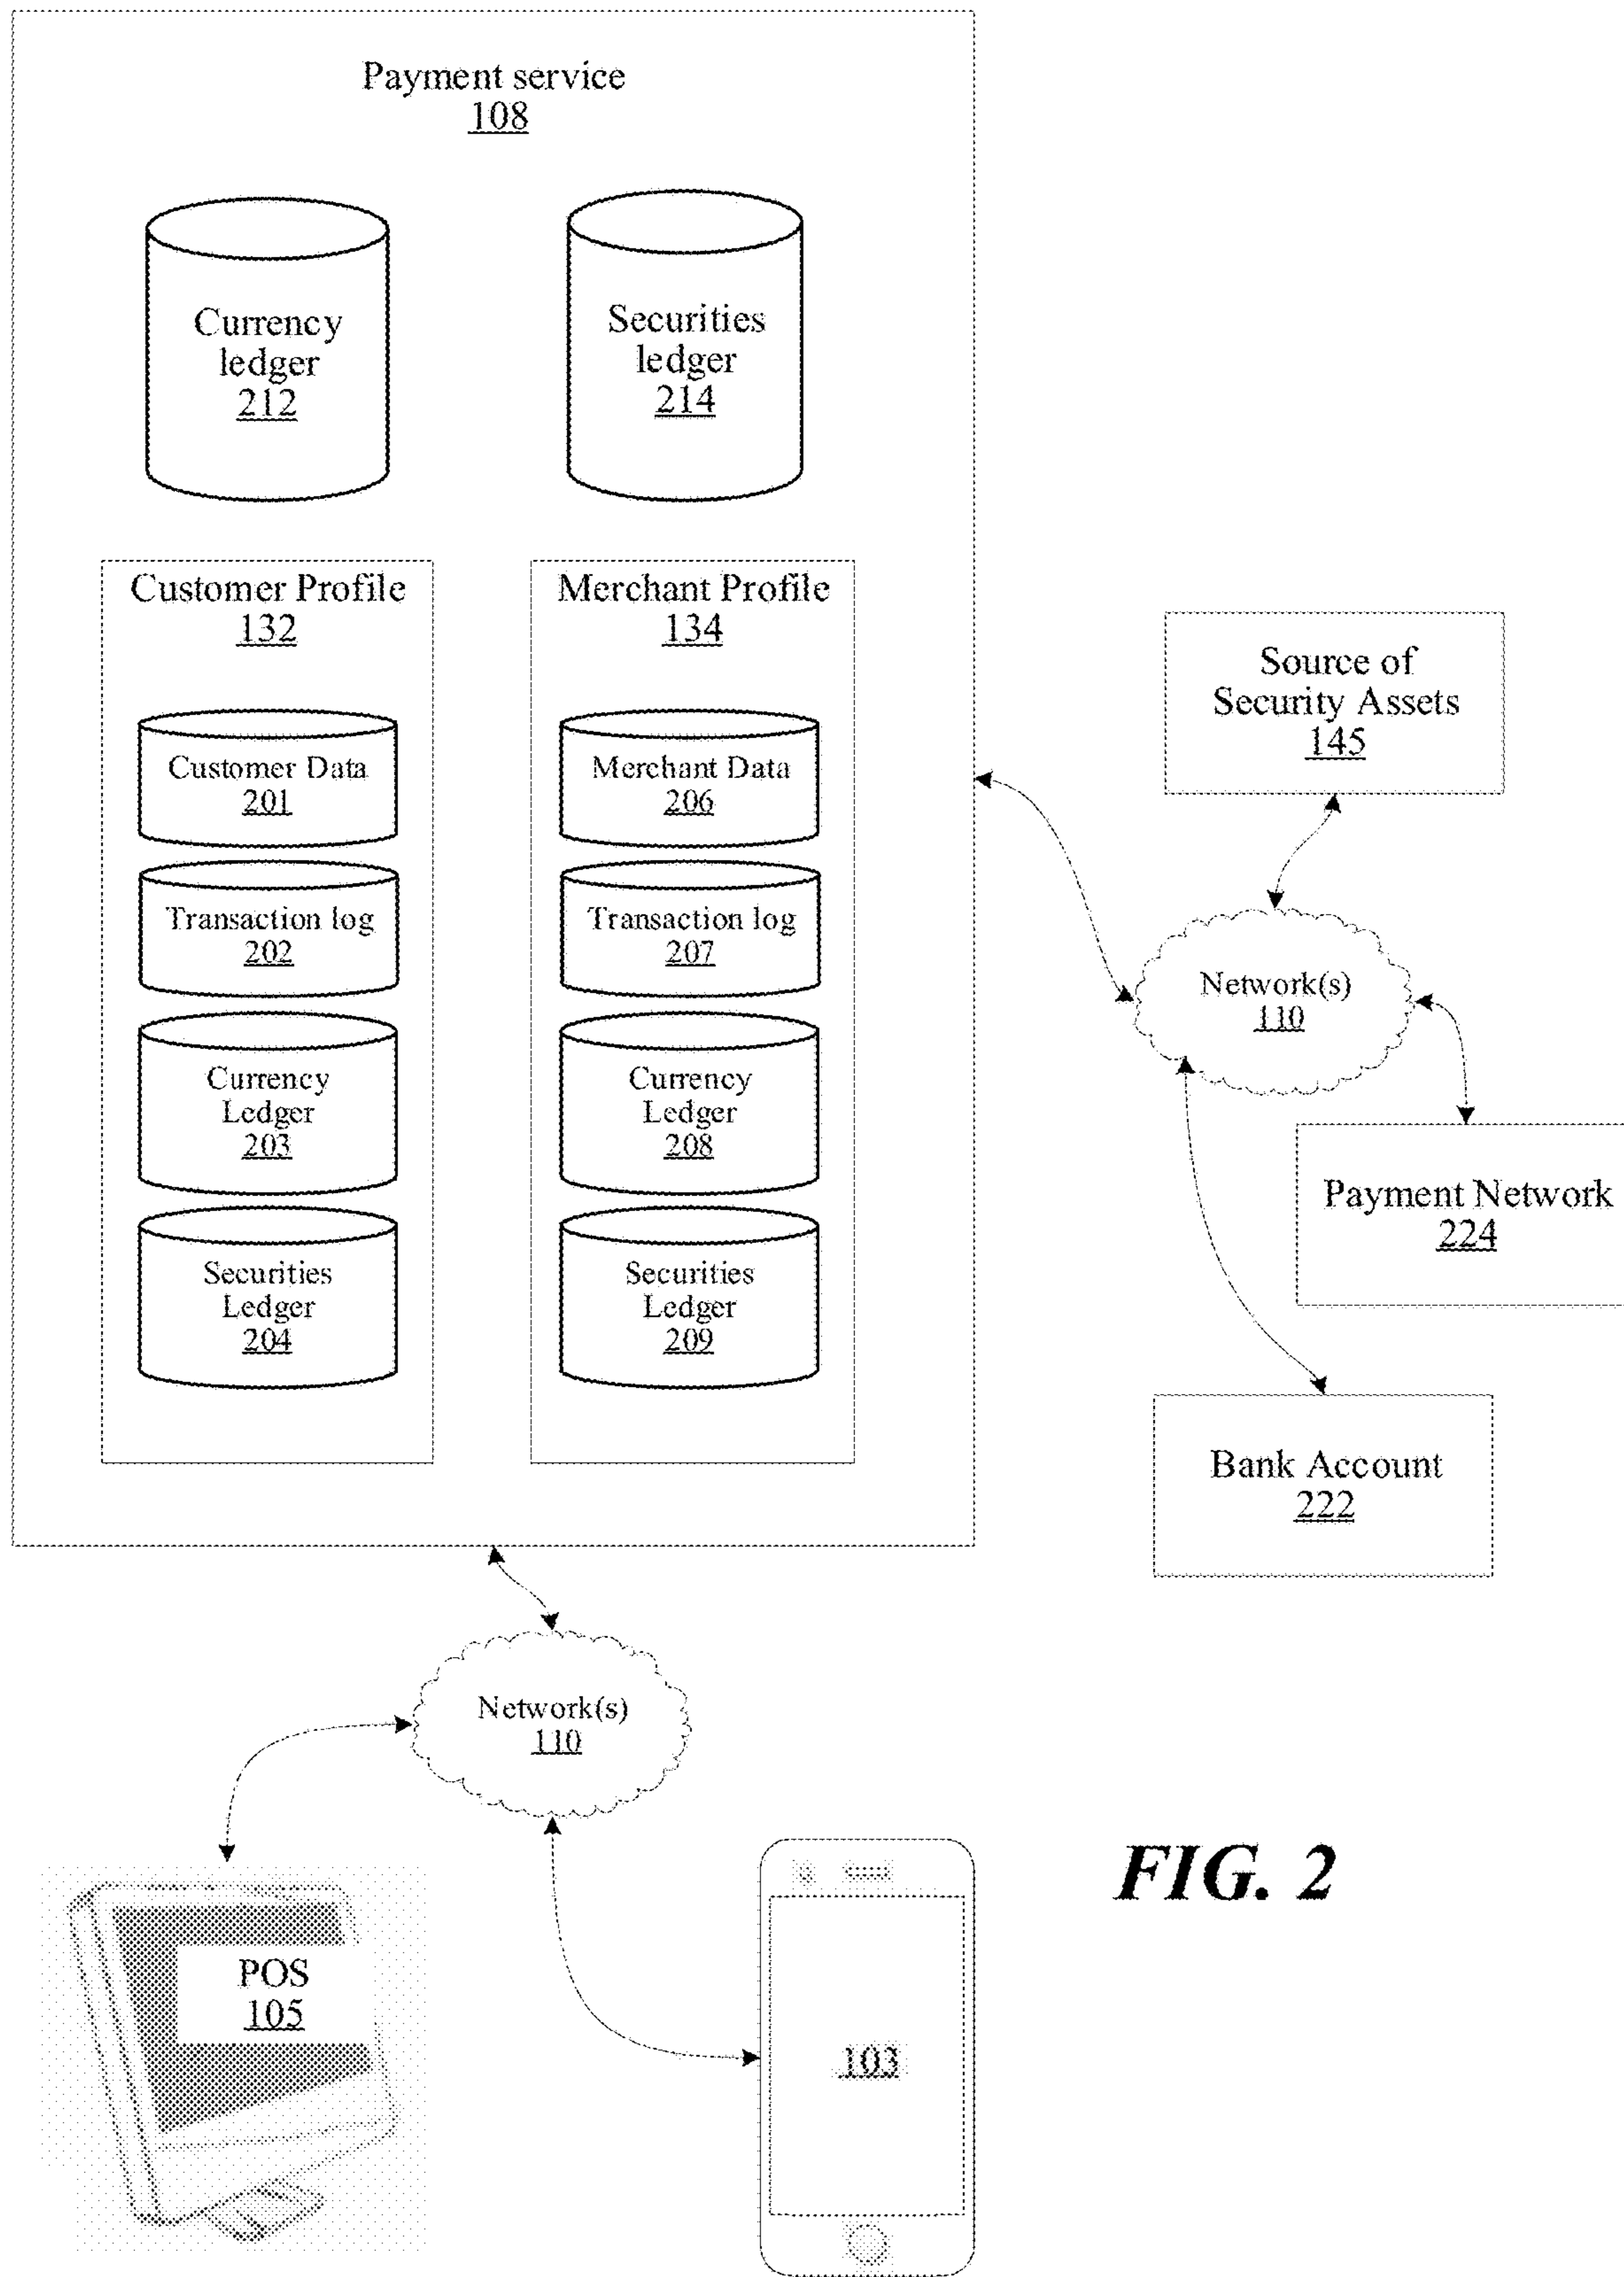 Payment service
108
Currency
ledger
212
Securities
ledger
214
Customer Profile
132
Customer Data
201
Transaction log
202
Currency
Ledger
203
Securities
Ledger
204
Merchant Profile
134
Merchant Data
206
Transaction log
207
Currency
Ledger
208
Securities
Ledger
209
Source of
Security Assets
145
Network(s)
110
Payment Network
224
Bank Account
222
Network(s)
110
POS
105
103
FIG. 2